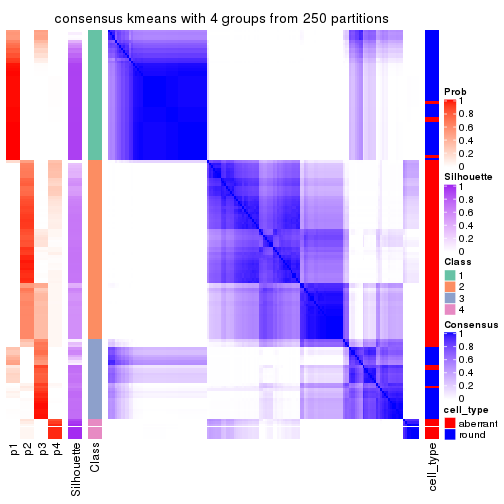 consensus kmeans with 4 groups from 250 partitions
Prob
1
0.8
0.6
0.4
0.2
0
Silhouette
1
0.8
0.6
0.4
0.2
0
Class
1
2
3
4
Consensus
1
0.8
0.6
0.4
0.2
0
cell_type
aberrant
round
p1
p2
p3
p4
Silhouette
Class
cell_type